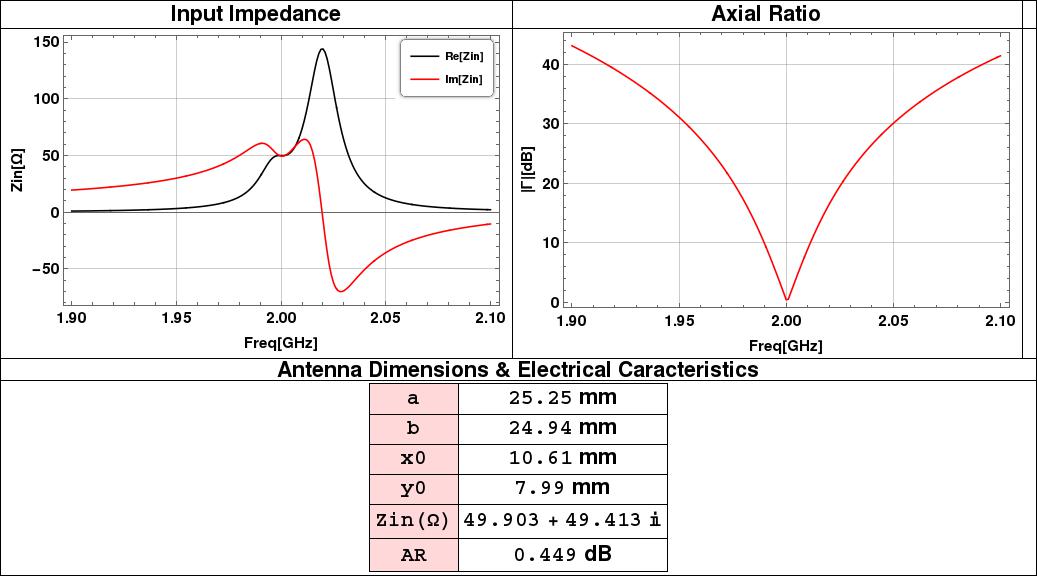 Input Impedance
Axial Ratio
Re[Zin]
Im[Zin]
Zin[Ω]
150
100
50
0
−50
1.90 1.95 2.00 2.05 2.10
Freq[GHz]
|Γ|[dB]
40
30
20
10
0
1.90 1.95 2.00 2.05 2.10
Freq[GHz]
Antenna Dimensions & Electrical Caracteristics
a 25.25 mm
b 24.94 mm
x0 10.61 mm
y0 7.99 mm
Zin(Ω) 49.903 + 49.413 i
AR 0.449 dB